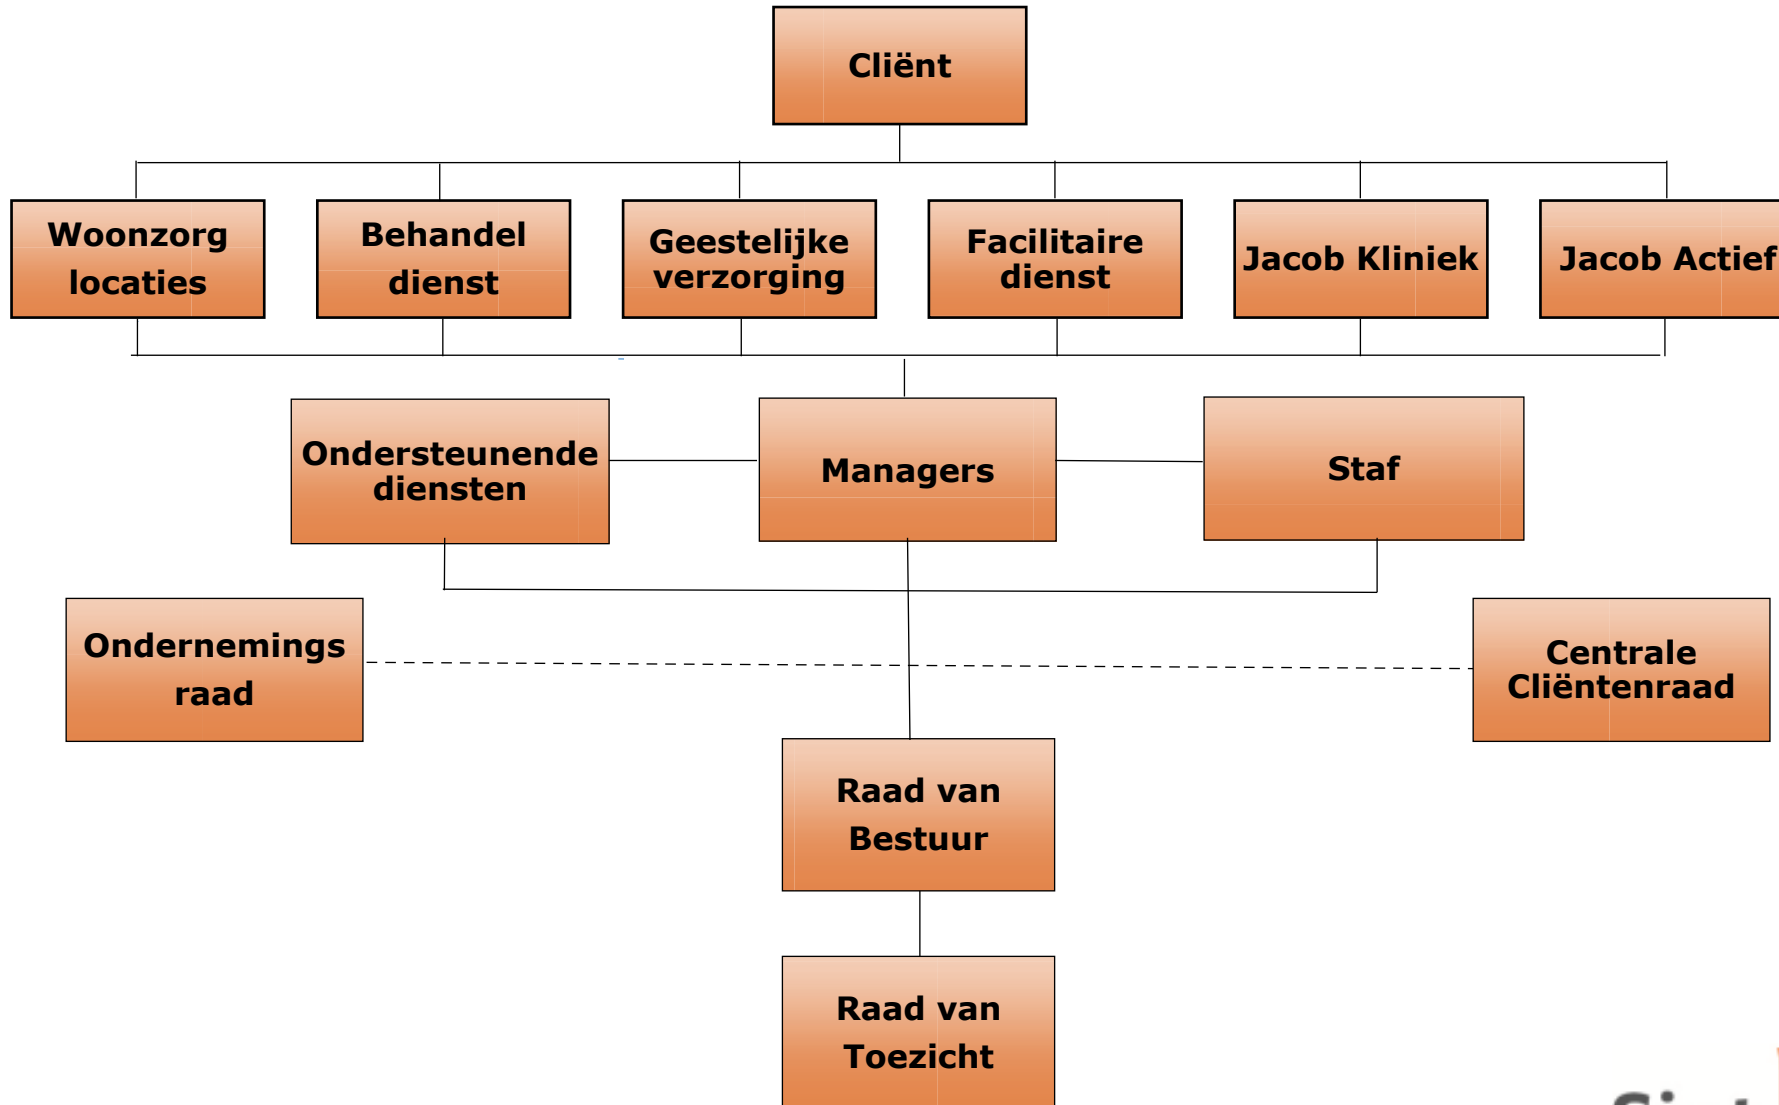 Cliënt
Woonzorg
locaties
Behandel
dienst
Geestelijke
verzorging
Facilitaire
dienst
Jacob Kliniek
Jacob Actief
Ondersteunende
diensten
Managers
Staf
Ondernemings
raad
Centrale
Cliëntenraad
Raad van
Bestuur
Raad van
Toezicht